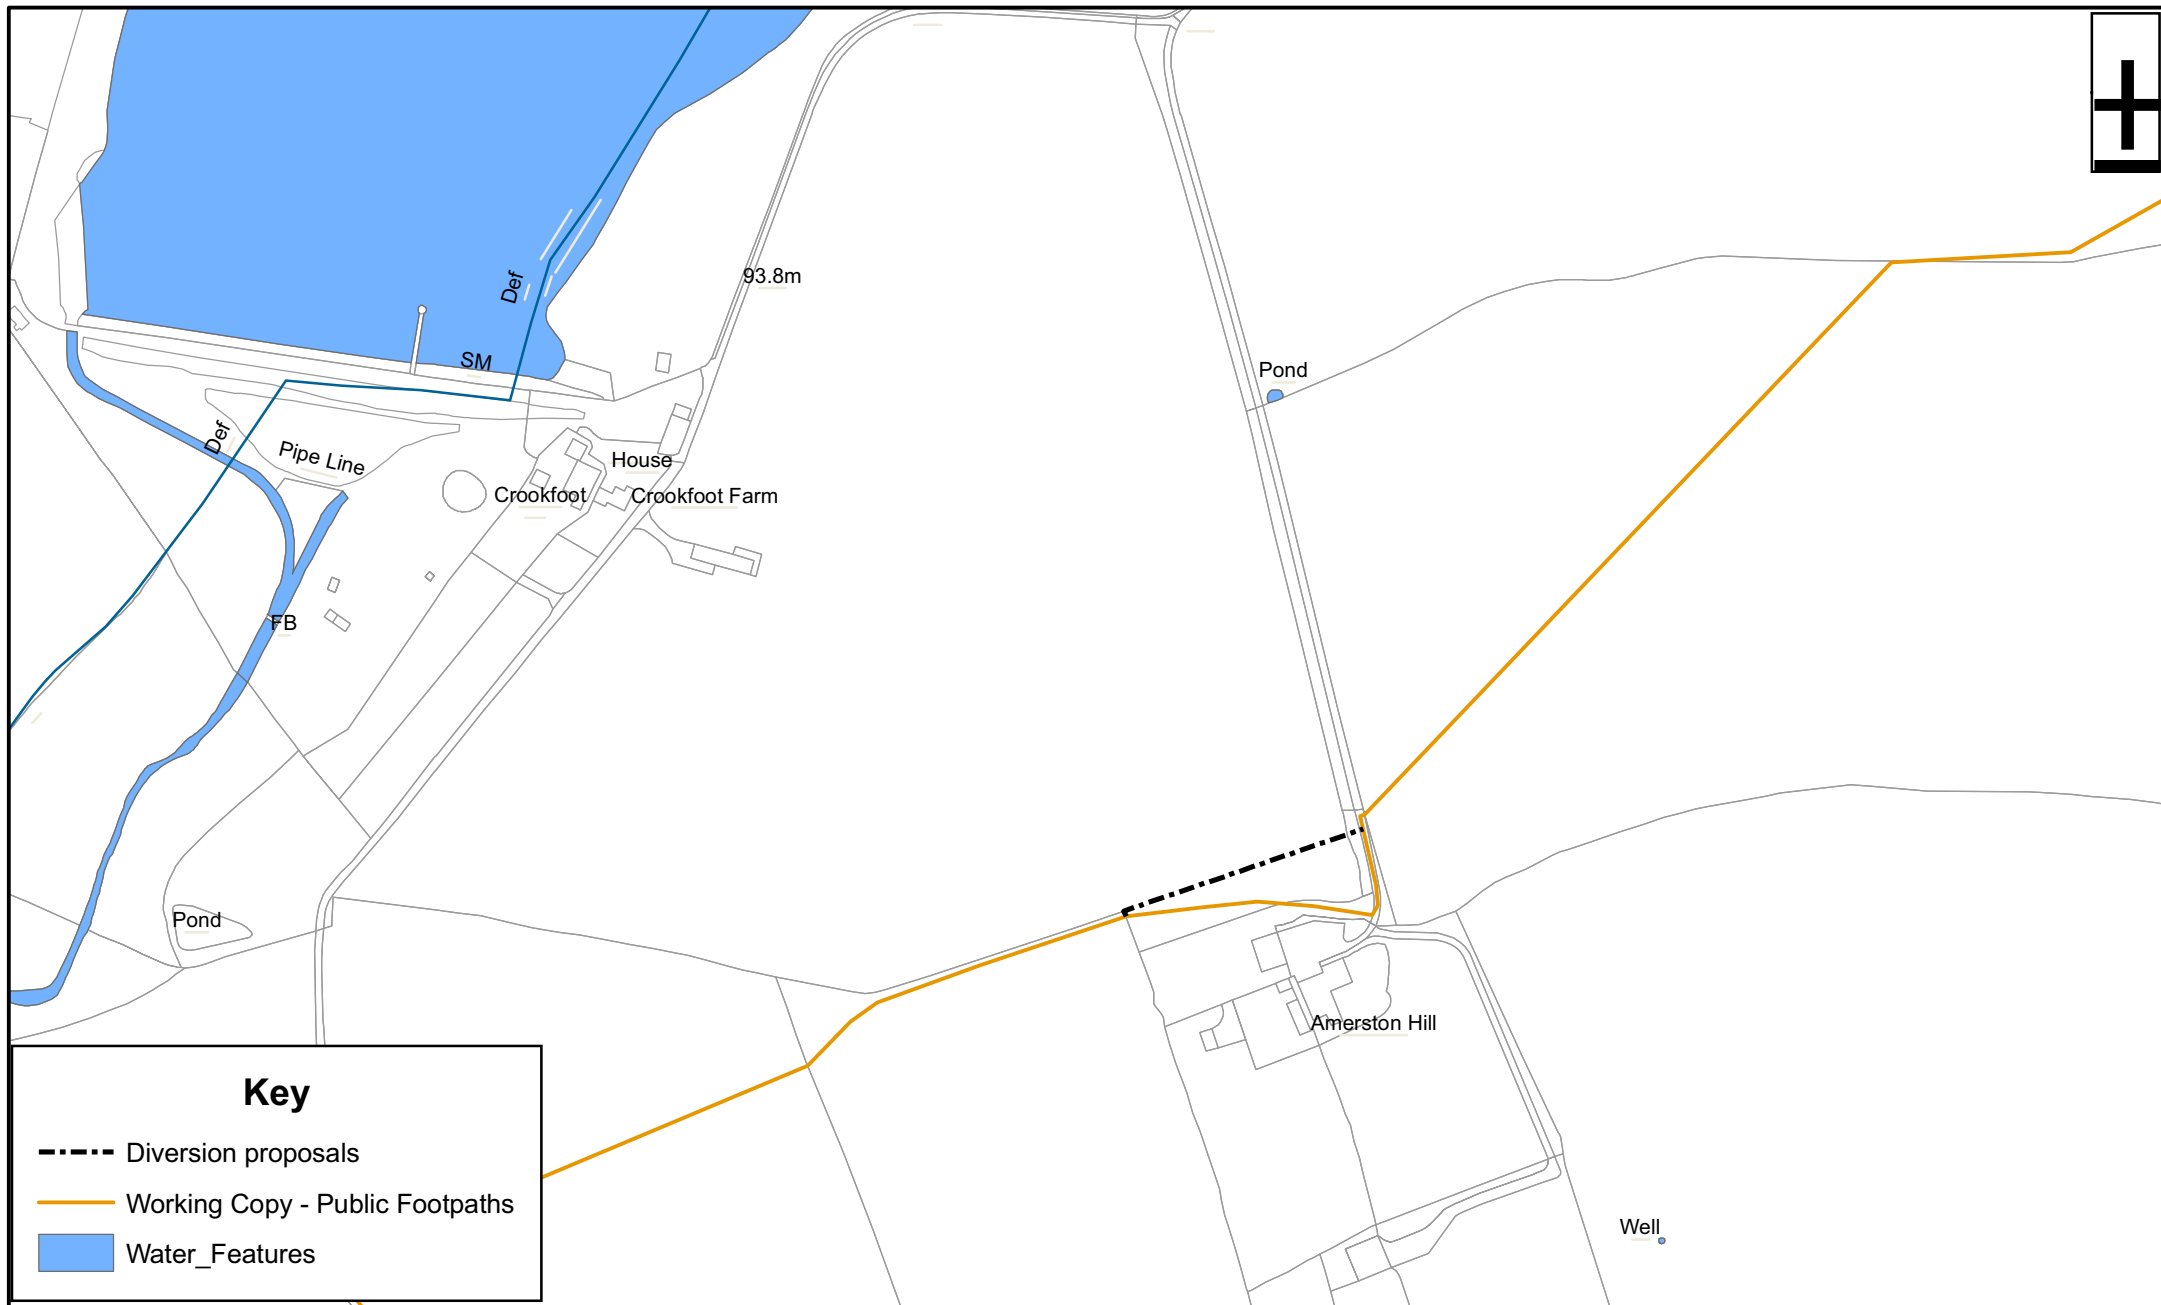 Def
93.8m
SM
Pond
Def
Pipe Line
House
Crookfoot
Crookfoot Farm
FB
Pond
Amerston Hill
Well
Key
Diversion proposals
Working Copy - Public Footpaths
Water_Features